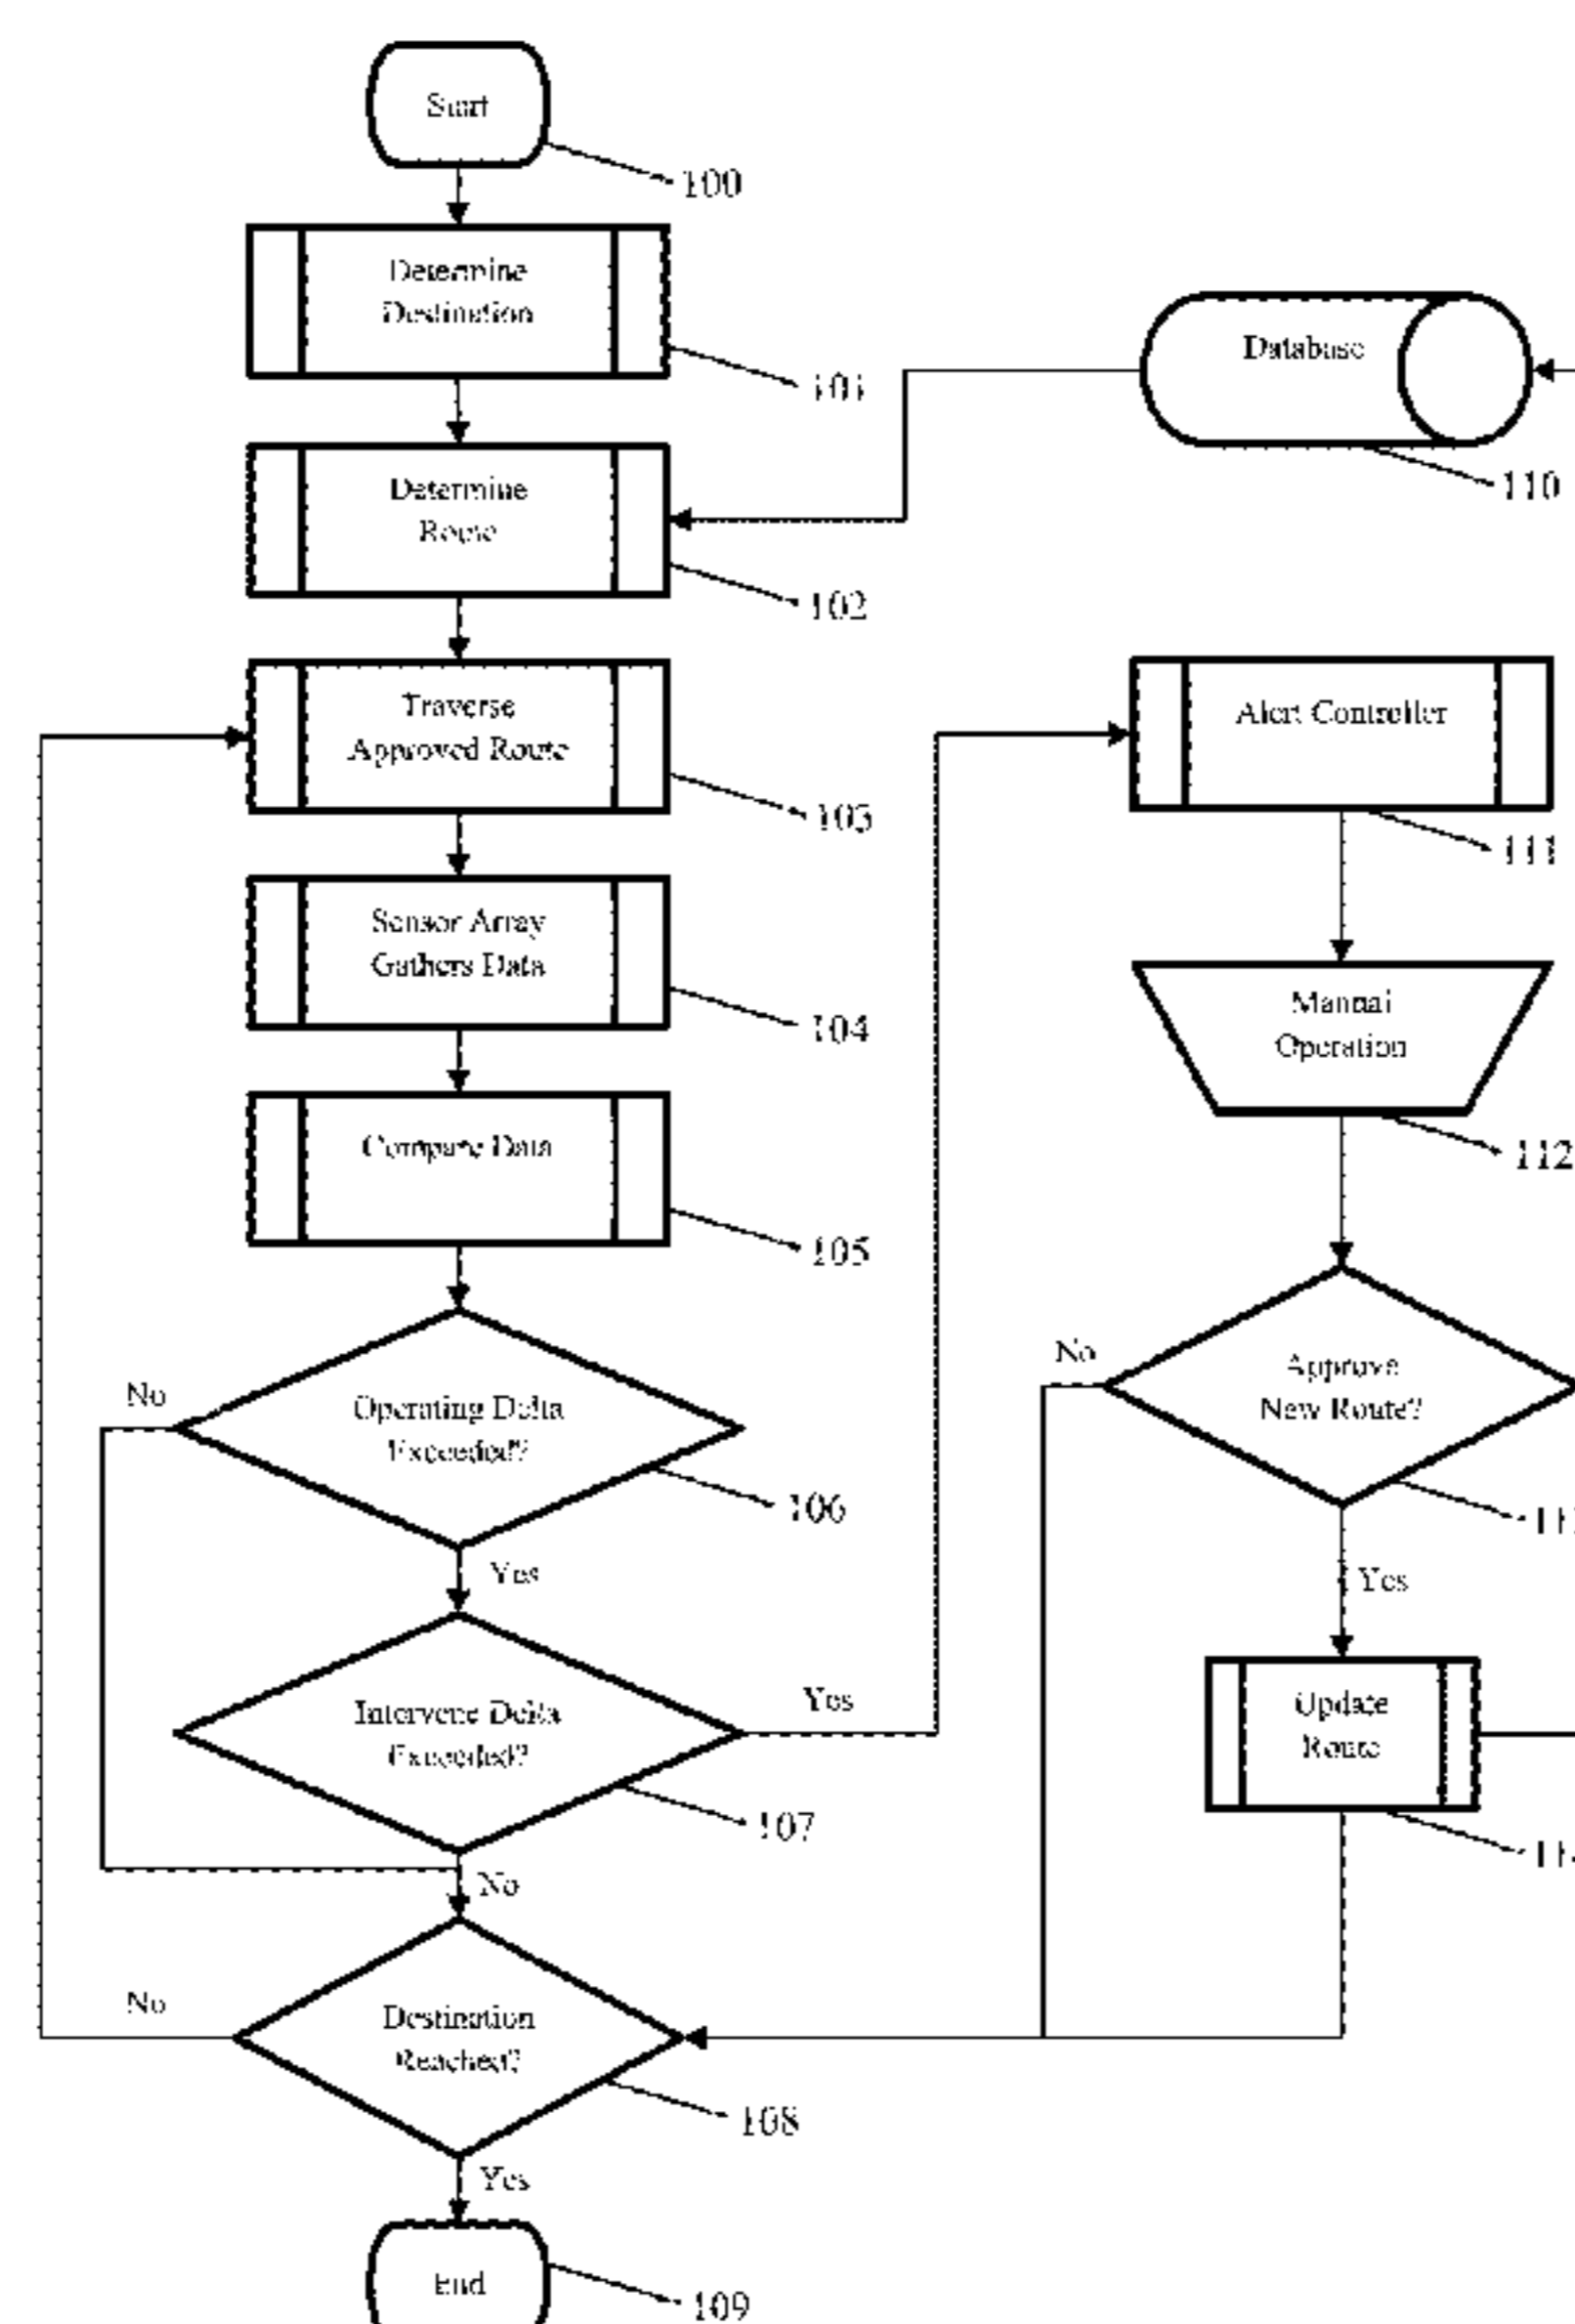 Start
100
Determine
Destination
101
Determine
Route
102
Database
110
Traverse
Approved Route
103
Alert Controller
111
Sensor Array
Gathers Data
104
Manual
Operation
112
Compare Data
105
Operating Delta
Exceeded?
No
106
Yes
Approve
New Route?
No
Yes
Intervene Delta
Exceeded?
Yes
107
No
Update
Route
Destination
Reached?
No
108
Yes
End
109